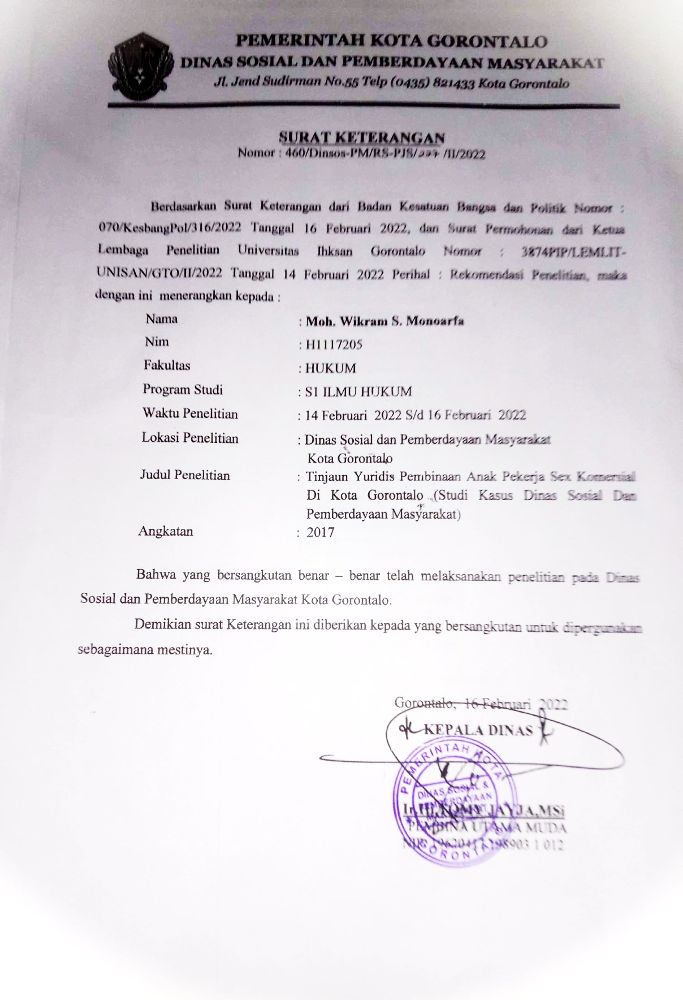 PEMERINTAH KOTA GORONTALO
DINAS SOSIAL DAN PEMBERDAYAAN MASYARAKAT
Jl. Jend Sudirman No.55 Telp (0435) 821433 Kota Gorontalo
SURAT KETERANGAN
Nomor : 460/Dinsos-PM/RS-PJS/ /II/2022
Berdasarkan Surat Keterangan dari Badan Kesatuan Bangsa dan Politik Nomor :
070/KesbangPol/316/2022 Tanggal 16 Februari 2022, dan Surat Permohonan dari Ketua
Lembaga Penelitian Universitas Ihksan Gorontalo Nomor : 3874PIP/LEMLIT-
UNISAN/GTO/II/2022 Tanggal 14 Februari 2022 Perihal : Rekomendasi Penelitian, maka
dengan ini menerangkan kepada :
Nama : Moh. Wikram S. Monoarfa
Nim : H1117205
Fakultas : HUKUM
Program Studi : S1 ILMU HUKUM
Waktu Penelitian : 14 Februari 2022 S/d 16 Februari 2022
Lokasi Penelitian : Dinas Sosial dan Pemberdayaan Masyarakat
Kota Gorontalo
Judul Penelitian : Tinjaun Yuridis Pembinaan Anak Pekerja Sex Komersial
Di Kota Gorontalo (Studi Kasus Dinas Sosial Dan
Pemberdayaan Masyarakat)
Angkatan : 2017
Bahwa yang bersangkutan benar – benar telah melaksanakan penelitian pada Dinas
Sosial dan Pemberdayaan Masyarakat Kota Gorontalo.
Demikian surat Keterangan ini diberikan kepada yang bersangkutan untuk dipergunakan
sebagaimana mestinya.
Gorontalo, 16 Februari 2022
KEPALA DINAS
PEMERINTAH KOTA
DINAS SOSIAL &
PEMBERDAYAAN
GORONTALO
JAYJA,MSi
PEMBINA UTAMA MUDA
NIP. 198903 1 012